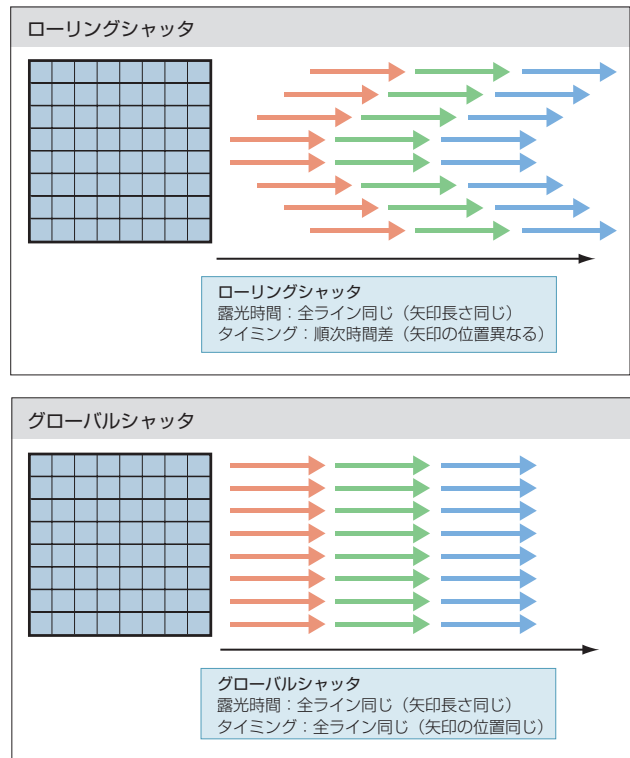 ローリングシャッタ
ローリングシャッタ
露光時間：全ライン同じ（矢印長さ同じ）
タイミング：順次時間差（矢印の位置異なる）
グローバルシャッタ
グローバルシャッタ
露光時間：全ライン同じ（矢印長さ同じ）
タイミング：全ライン同じ（矢印の位置同じ）